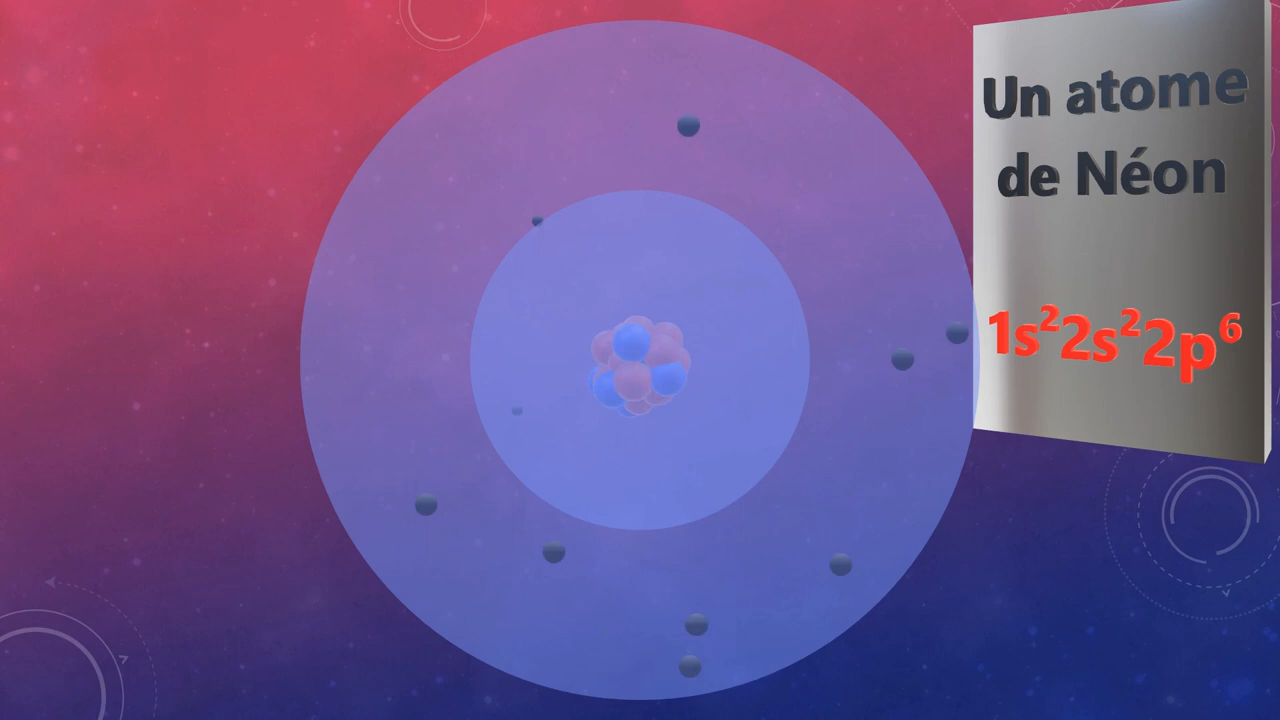 Un atome
de Néon
1s²2s²2p⁶